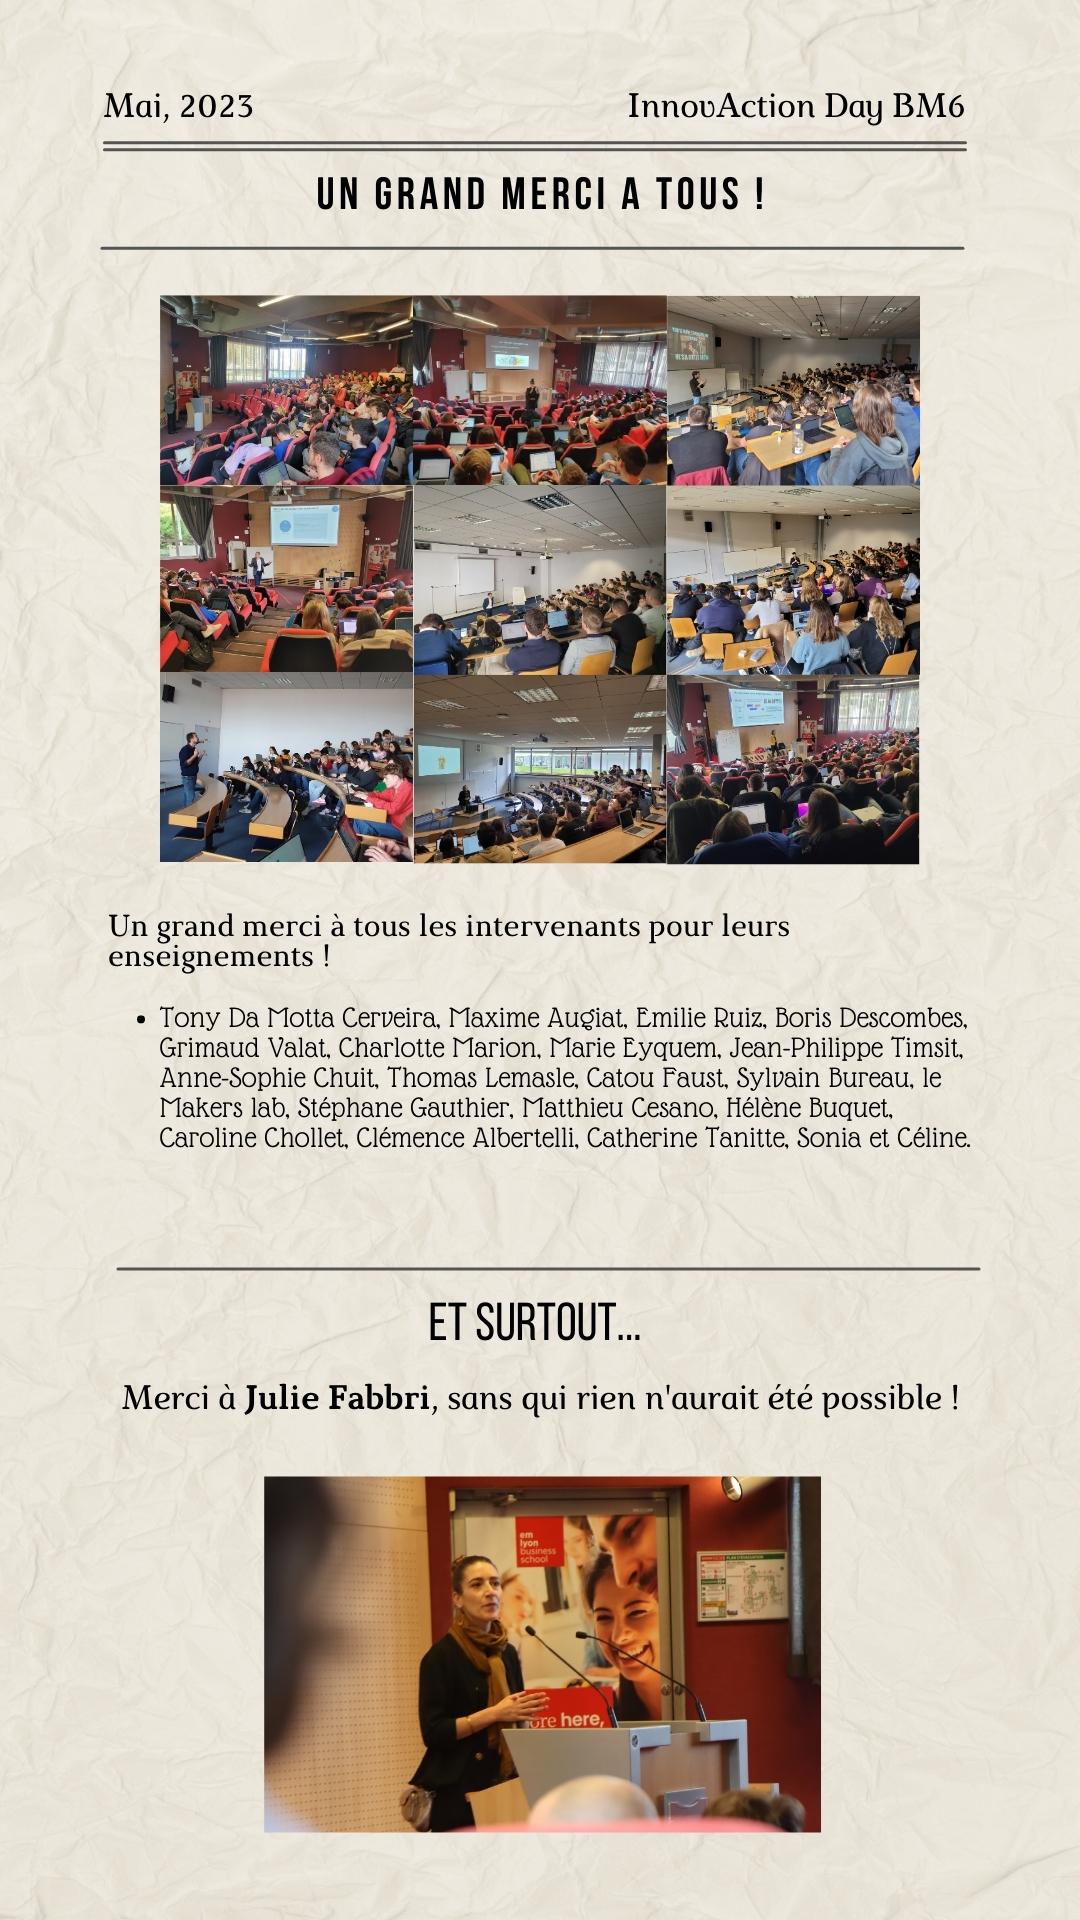 Mai, 2023
InnovAction Day BM6
UN GRAND MERCI A TOUS !
Un grand merci à tous les intervenants pour leurs
enseignements !
• Tony Da Motta Cerveira, Maxime Augiat, Emilie Ruiz, Boris Descombes,
Grimaud Valat, Charlotte Marion, Marie Eyquem, Jean-Philippe Timsit,
Anne-Sophie Chuit, Thomas Lemasle, Catou Faust, Sylvain Bureau, le
Makers lab, Stéphane Gauthier, Matthieu Cesano, Hélène Buquet,
Caroline Chollet, Clémence Albertelli, Catherine Tanitte, Sonia et Céline.
ET SURTOUT...
Merci à Julie Fabbri, sans qui rien n'aurait été possible !
em
lyon
business
school
PLAN D'EVACUATION
here,